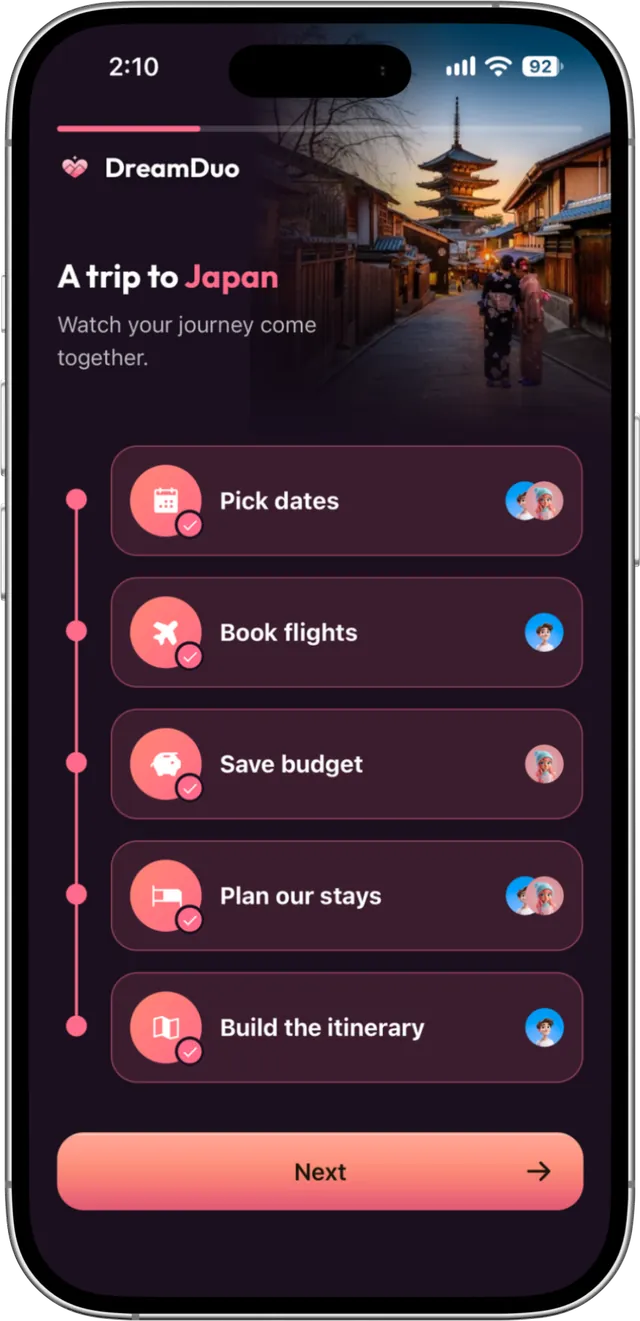 2:10
92
DreamDuo
A trip to Japan
Watch your journey come
together.
Pick dates
Book flights
Save budget
Plan our stays
Build the itinerary
Next